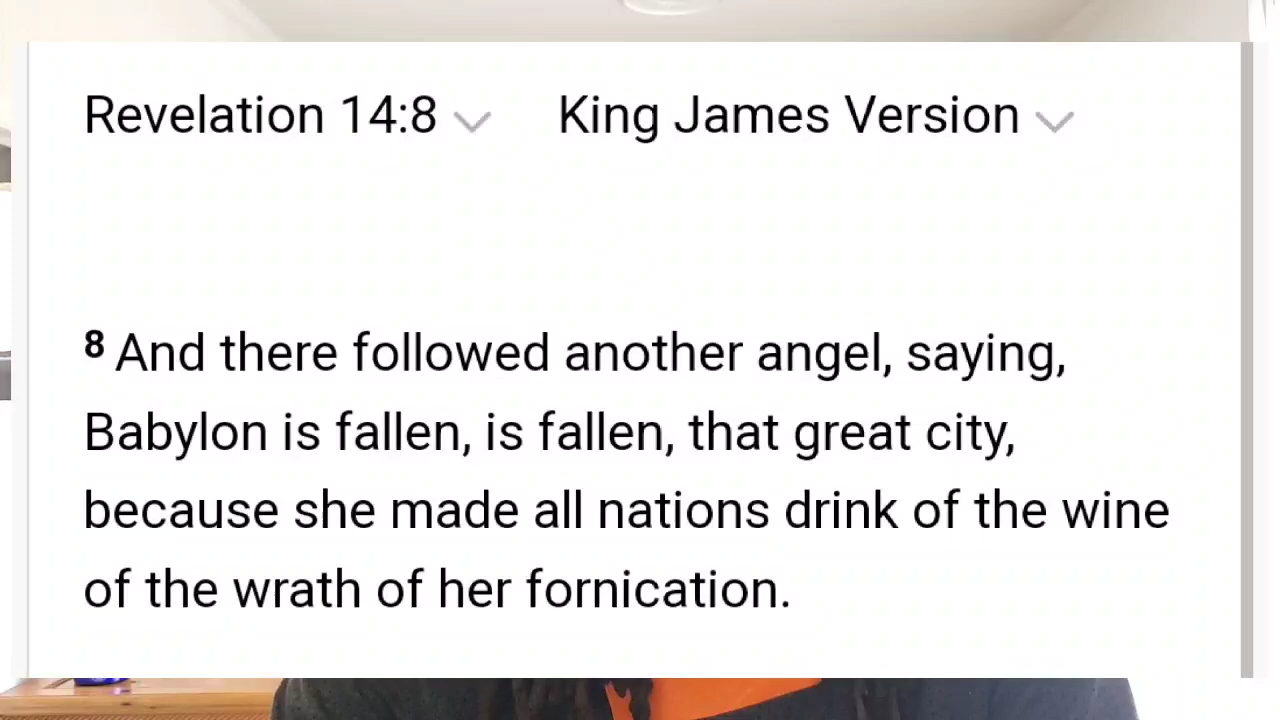 Revelation 14:8 King James Version
8 And there followed another angel, saying,
Babylon is fallen, is fallen, that great city,
because she made all nations drink of the wine
of the wrath of her fornication.